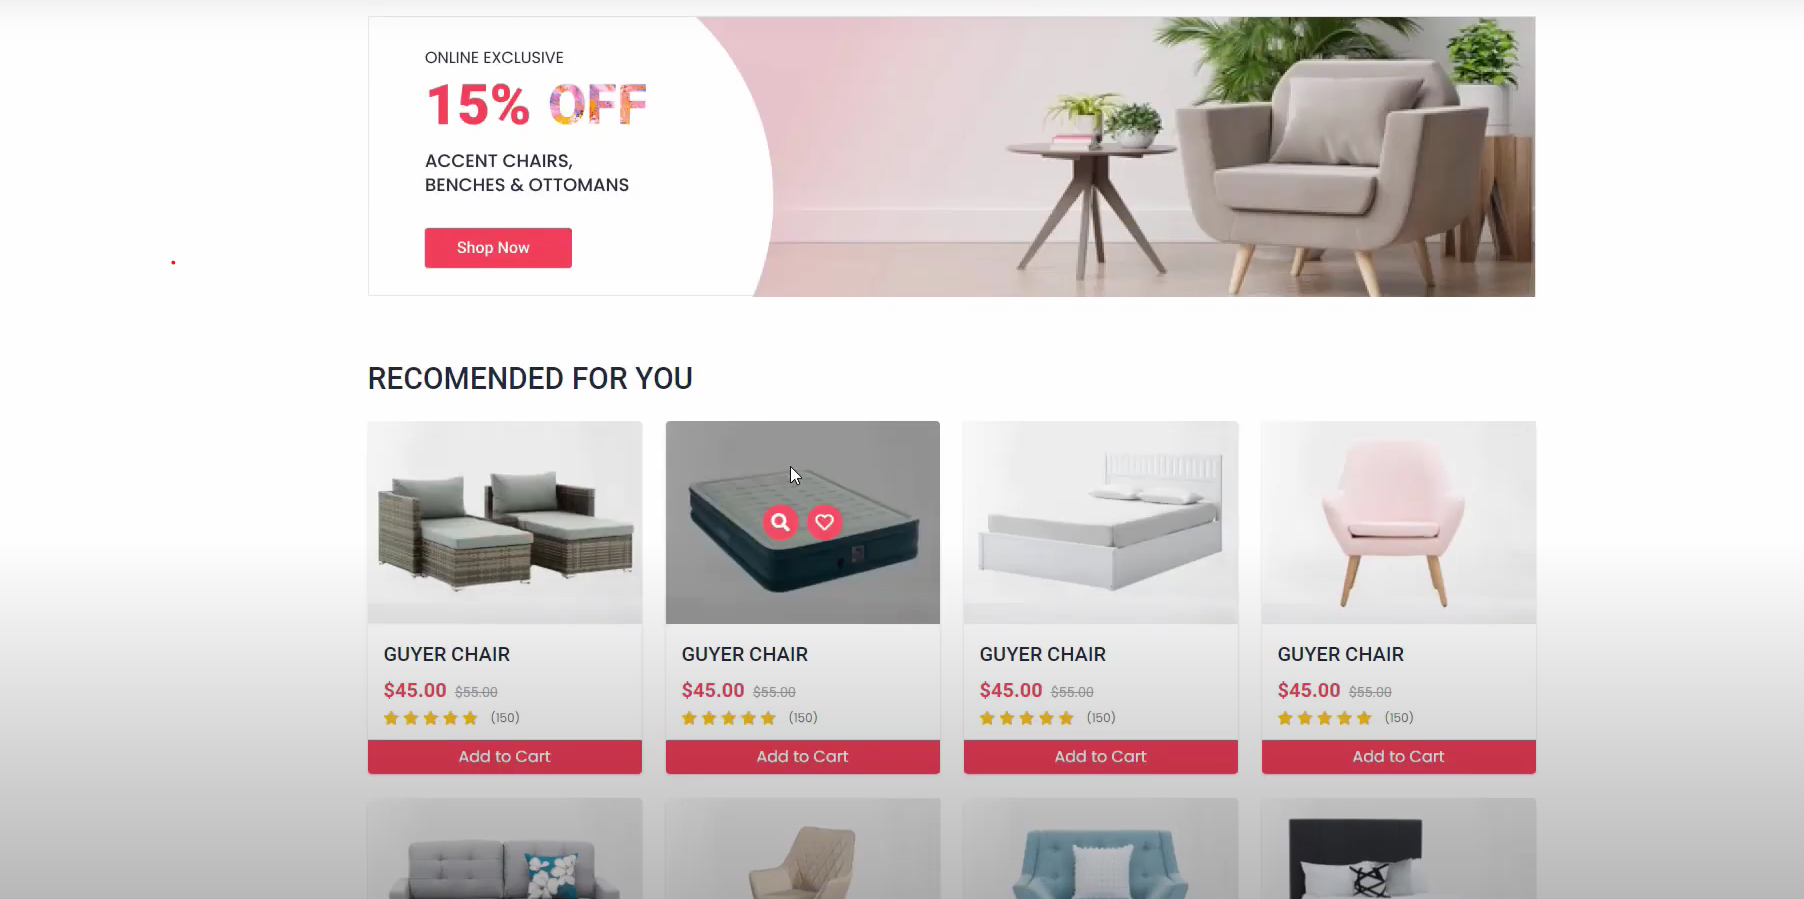 ONLINE EXCLUSIVE
15% OFF
ACCENT CHAIRS,
BENCHES & OTTOMANS
Shop Now
RECOMENDED FOR YOU
GUYER CHAIR
$45.00 $55.00
(150)
Add to Cart
GUYER CHAIR
$45.00 $55.00
(150)
Add to Cart
GUYER CHAIR
$45.00 $55.00
(150)
Add to Cart
GUYER CHAIR
$45.00 $55.00
(150)
Add to Cart